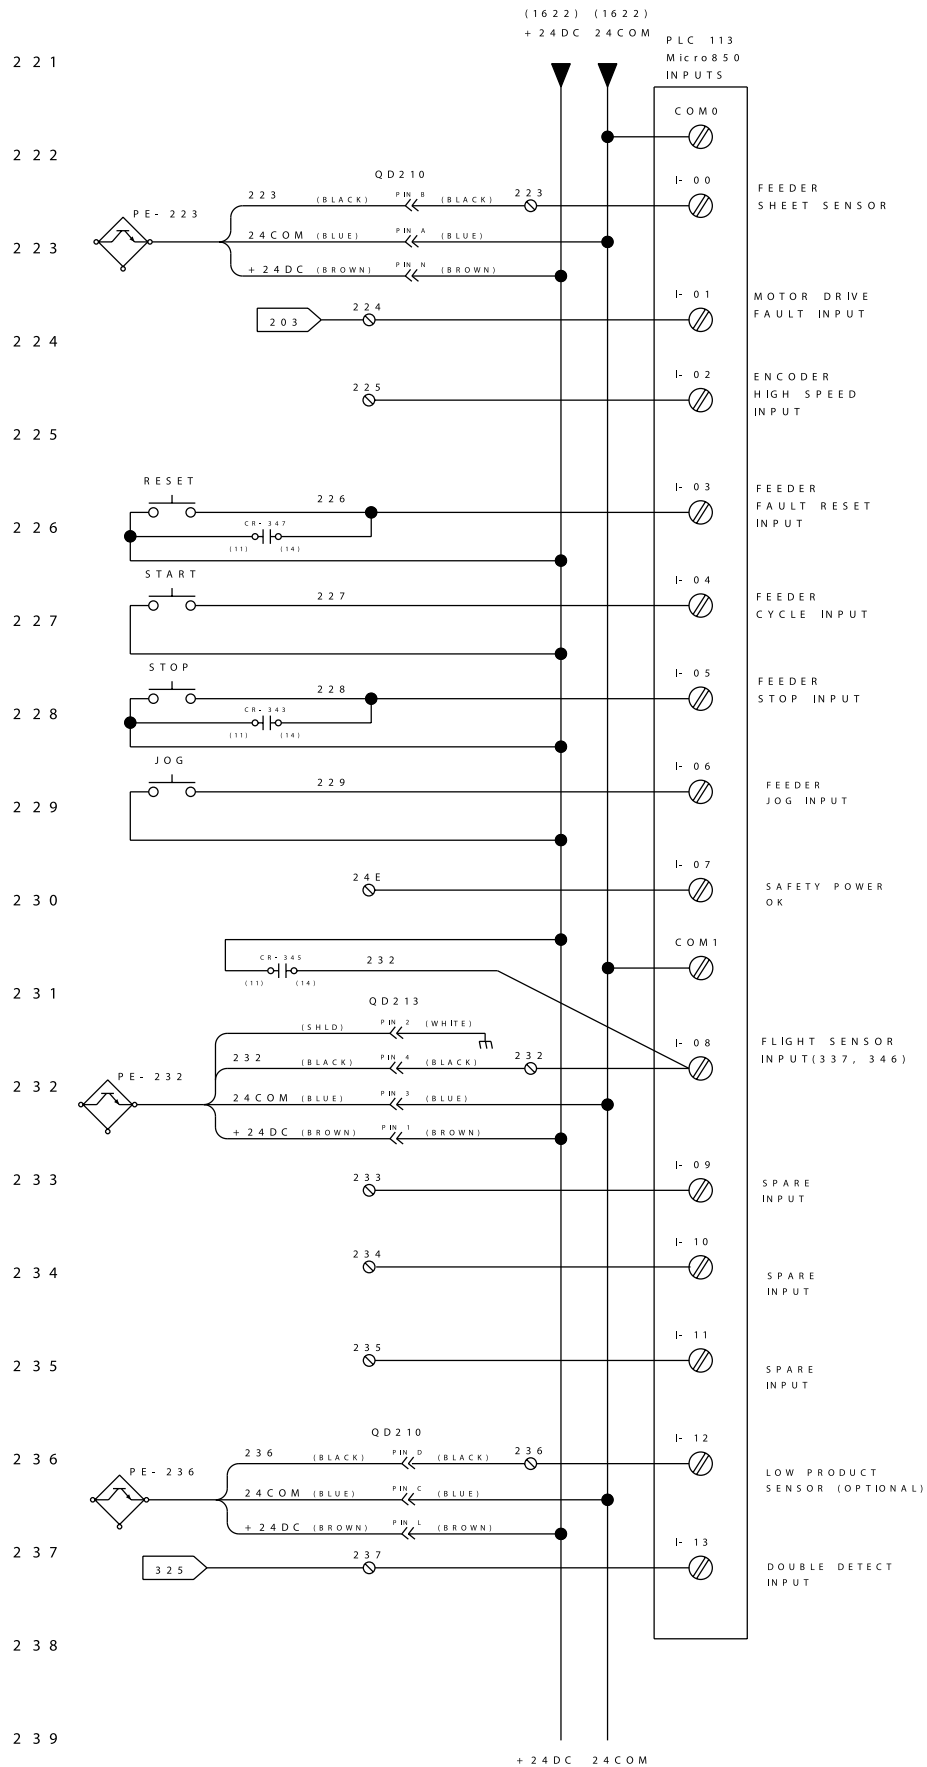 (1622) (1622)
+24DC 24COM
PLC 113
Micro850
INPUTS
221
COM0
222
QD210
I-00
FEEDER
SHEET SENSOR
223 (BLACK) PIN B (BLACK) 223
PE-223
223
24COM (BLUE) PIN A (BLUE)
+24DC (BROWN) PIN N (BROWN)
I-01
MOTOR DRIVE
FAULT INPUT
224
203
224
I-02
ENCODER
HIGH SPEED
INPUT
225
225
RESET
I-03
FEEDER
FAULT RESET
INPUT
226
226
CR-347
(11) (14)
START
I-04
FEEDER
CYCLE INPUT
227
227
STOP
I-05
FEEDER
STOP INPUT
228
228
CR-343
(11) (14)
JOG
I-06
FEEDER
JOG INPUT
229
229
I-07
24E
SAFETY POWER
OK
230
COM1
CR-345
232
(11) (14)
231
QD213
(SHLD) PIN 2 (WHITE)
I-08
FLIGHT SENSOR
INPUT(337, 346)
232 (BLACK) PIN 4 (BLACK) 232
PE-232
232
24COM (BLUE) PIN 3 (BLUE)
+24DC (BROWN) PIN 1 (BROWN)
I-09
233
233
SPARE
INPUT
I-10
234
234
SPARE
INPUT
I-11
235
235
SPARE
INPUT
QD210
I-12
236
236 (BLACK) PIN D (BLACK) 236
PE-236
LOW PRODUCT
SENSOR (OPTIONAL)
24COM (BLUE) PIN C (BLUE)
+24DC (BROWN) PIN L (BROWN)
I-13
237
237
325
DOUBLE DETECT
INPUT
238
239
+24DC 24COM